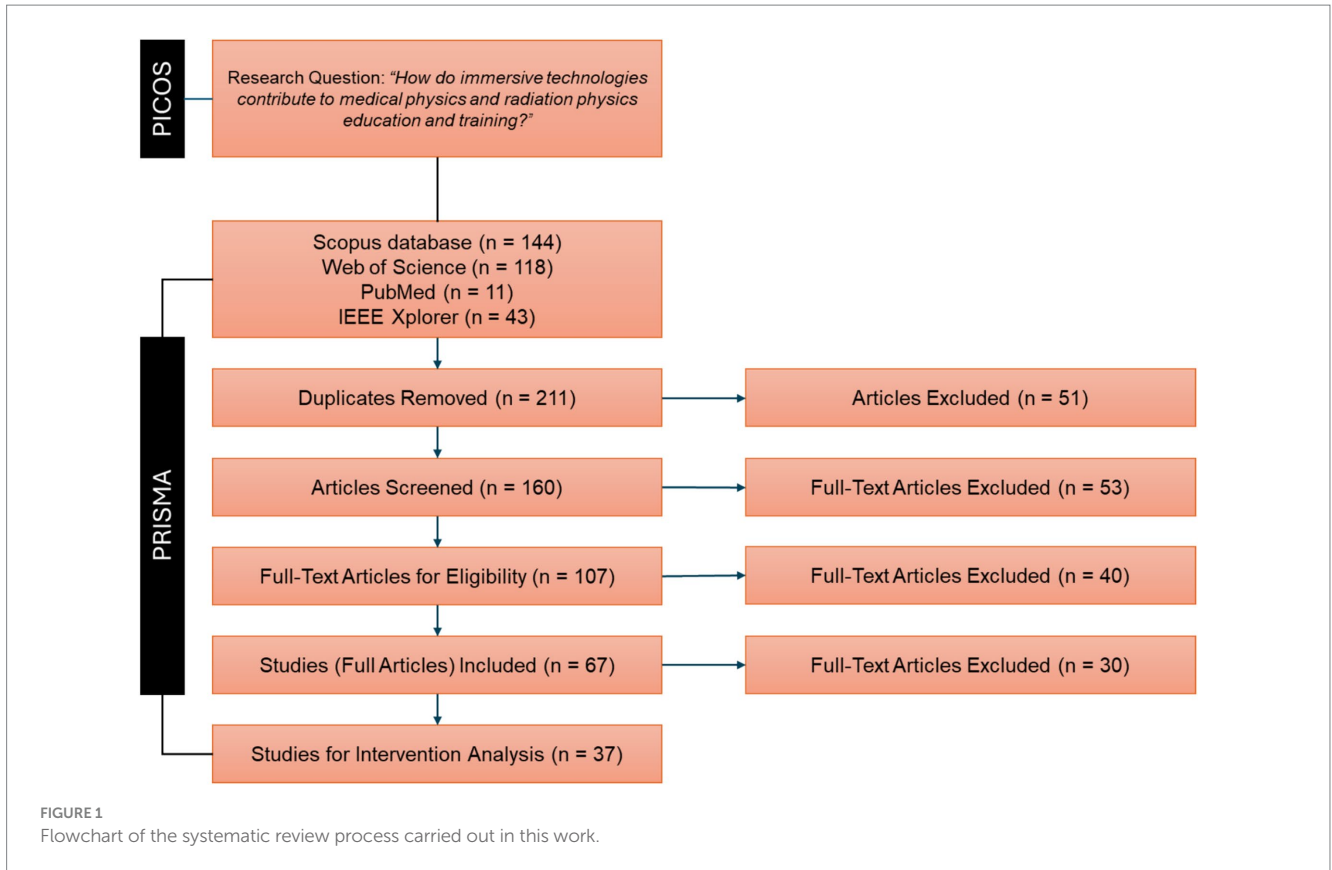 PICOS
Research Question: “How do immersive technologies
contribute to medical physics and radiation physics
education and training?”
PRISMA
Scopus database (n = 144)
Web of Science (n = 118)
PubMed (n = 11)
IEEE Xplorer (n = 43)
Duplicates Removed (n = 211)
Articles Excluded (n = 51)
Articles Screened (n = 160)
Full-Text Articles Excluded (n = 53)
Full-Text Articles for Eligibility (n = 107)
Full-Text Articles Excluded (n = 40)
Studies (Full Articles) Included (n = 67)
Full-Text Articles Excluded (n = 30)
Studies for Intervention Analysis (n = 37)
FIGURE 1
Flowchart of the systematic review process carried out in this work.